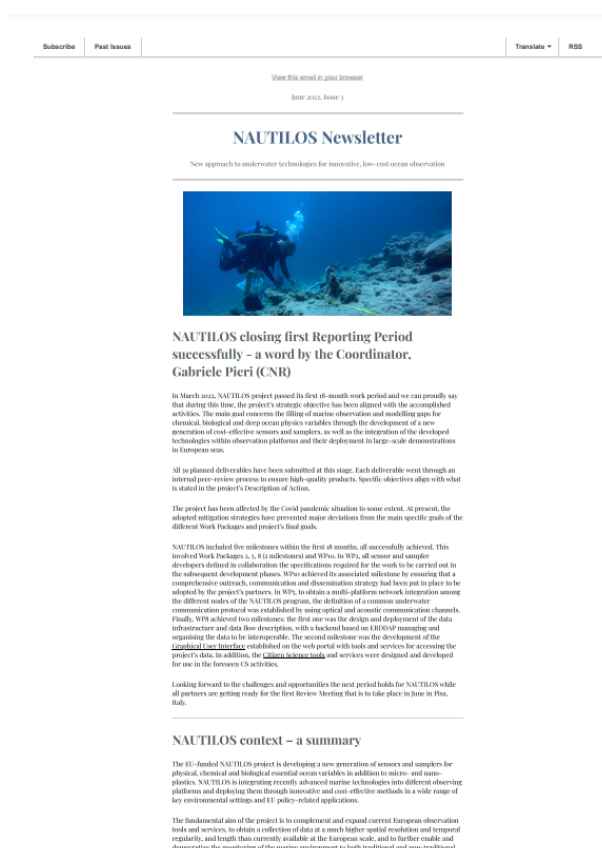 Subscribe
Past Issues
Translate
RSS
View this email in your browser
June 2022, Issue 3
NAUTILOS Newsletter
New approach to underwater technologies for innovative, low-cost ocean observation
NAUTILOS closing first Reporting Period
successfully - a word by the Coordinator,
Gabriele Pieri (CNR)
In March 2022, NAUTILOS project passed its first 18-month work period and we can proudly say
that during this time, the project's strategic objective has been aligned with the accomplished
activities. The main goal concerns the filling of marine observation and modelling gaps for
chemical, biological and deep ocean physics variables through the development of a new
generation of cost-effective sensors and samplers, as well as the integration of the developed
technologies within observation platforms and their deployment in large-scale demonstrations
in European seas.
All 39 planned deliverables have been submitted at this stage. Each deliverable went through an
internal peer-review process to ensure high-quality products. Specific objectives align with what
is stated in the project's Description of Action.
The project has been affected by the Covid pandemic situation to some extent. At present, the
adopted mitigation strategies have prevented major deviations from the main specific goals of the
different Work Packages and project's final goals.
NAUTILOS included five milestones within the first 18 months, all successfully achieved. This
involved Work Packages 2, 5, 8 (2 milestones) and WP10. In WP2, all sensor and sampler
developers defined in collaboration the specifications required for the work to be carried out in
the subsequent development phases. WP10 achieved its associated milestone by ensuring that a
comprehensive outreach, communication and dissemination strategy had been put in place to be
adopted by the project's partners. In WP5, to obtain a multi-platform network integration among
the different nodes of the NAUTILOS program, the definition of a common underwater
communication protocol was established by using optical and acoustic communication channels.
Finally, WP8 achieved two milestones: the first one was the design and deployment of the data
infrastructure and data flow description, with a backend based on ERDDAP managing and
organising the data to be interoperable. The second milestone was the development of the
Graphical User Interface established on the web portal with tools and services for accessing the
project's data. In addition, the Citizen Science tools and services were designed and developed
for use in the foreseen CS activities.
Looking forward to the challenges and opportunities the next period holds for NAUTILOS while
all partners are getting ready for the first Review Meeting that is to take place in June in Pisa,
Italy.
NAUTILOS context – a summary
The EU-funded NAUTILOS project is developing a new generation of sensors and samplers for
physical, chemical and biological essential ocean variables in addition to micro- and nano-
plastics. NAUTILOS is integrating recently advanced marine technologies into different observing
platforms and deploying them through innovative and cost-effective methods in a wide range of
key environmental settings and EU policy-related applications.
The fundamental aim of the project is to complement and expand current European observation
tools and services, to obtain a collection of data at a much higher spatial resolution and temporal
regularity, and length than currently available at the European scale, and to further enable and
democratize the monitoring of the marine environment to both traditional and non-traditional